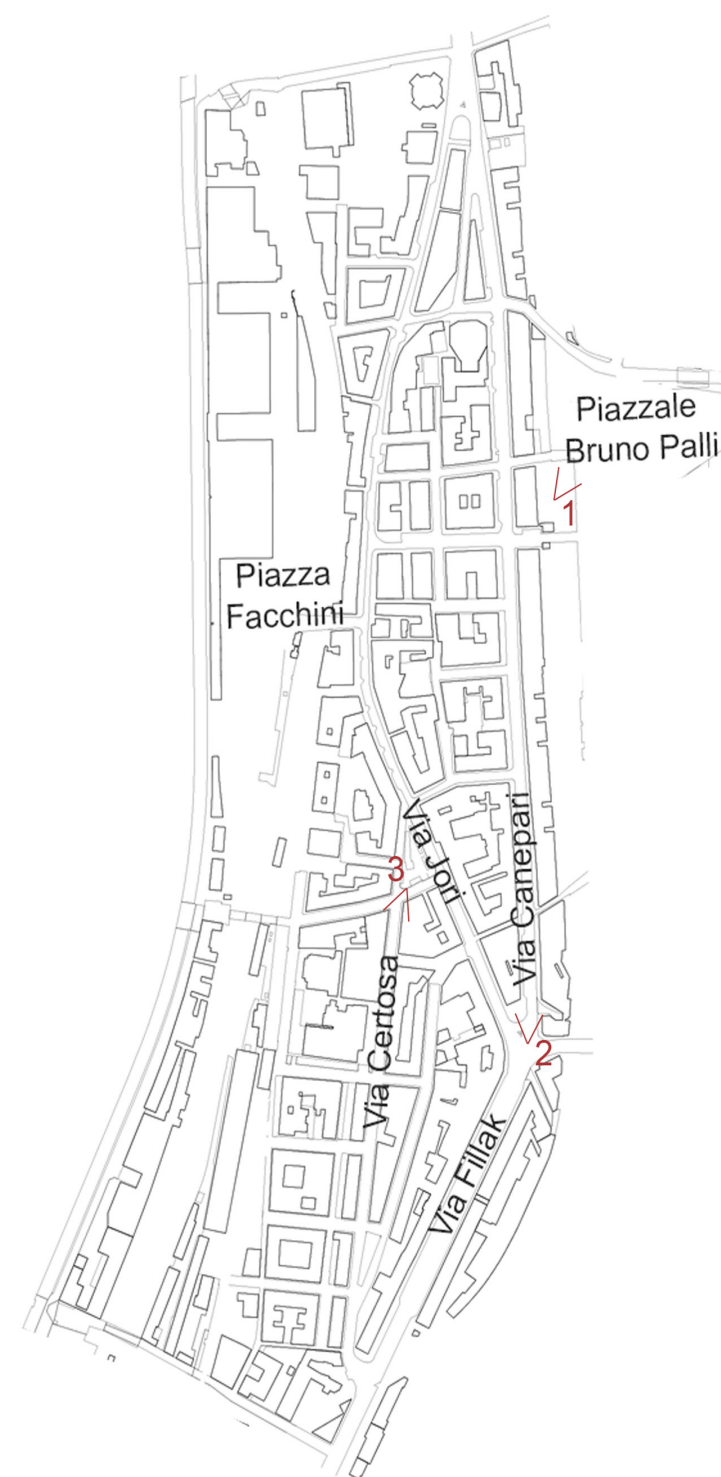 Piazzale
Bruno Palli
1
Piazza
Facchini
Via Jori
Via Canepari
3
Via Certosa
2
Via Fillak